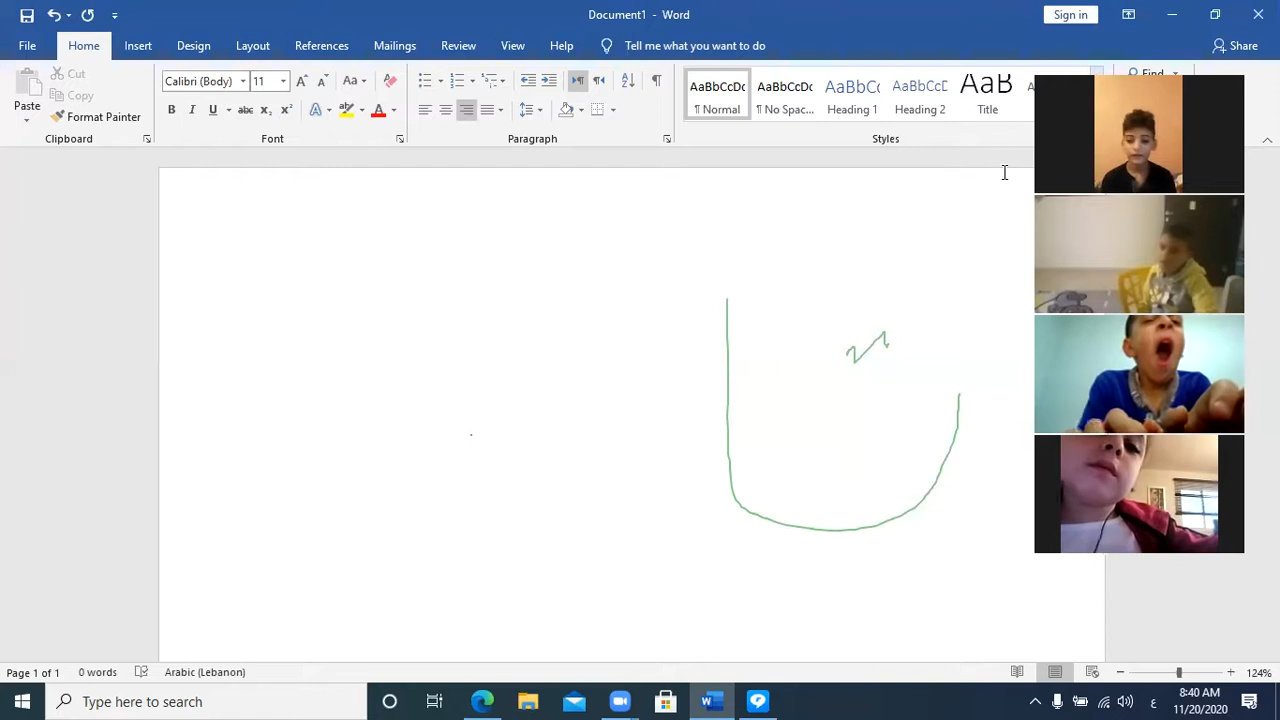 Document1 - Word
Sign in
File Home Insert Design Layout References Mailings Review View Help Tell me what you want to do Share
Paste
Cut
Copy
Format Painter
Clipboard
Calibri (Body) 11
Font
Paragraph
AaBbCcDc AaBbCcDc AaBbCc AaBbCcD AaB
¶ Normal ¶ No Spac... Heading 1 Heading 2 Title
Styles
Find
ل
Page 1 of 1 0 words Arabic (Lebanon) 124%
Type here to search
ع
8:40 AM
11/20/2020